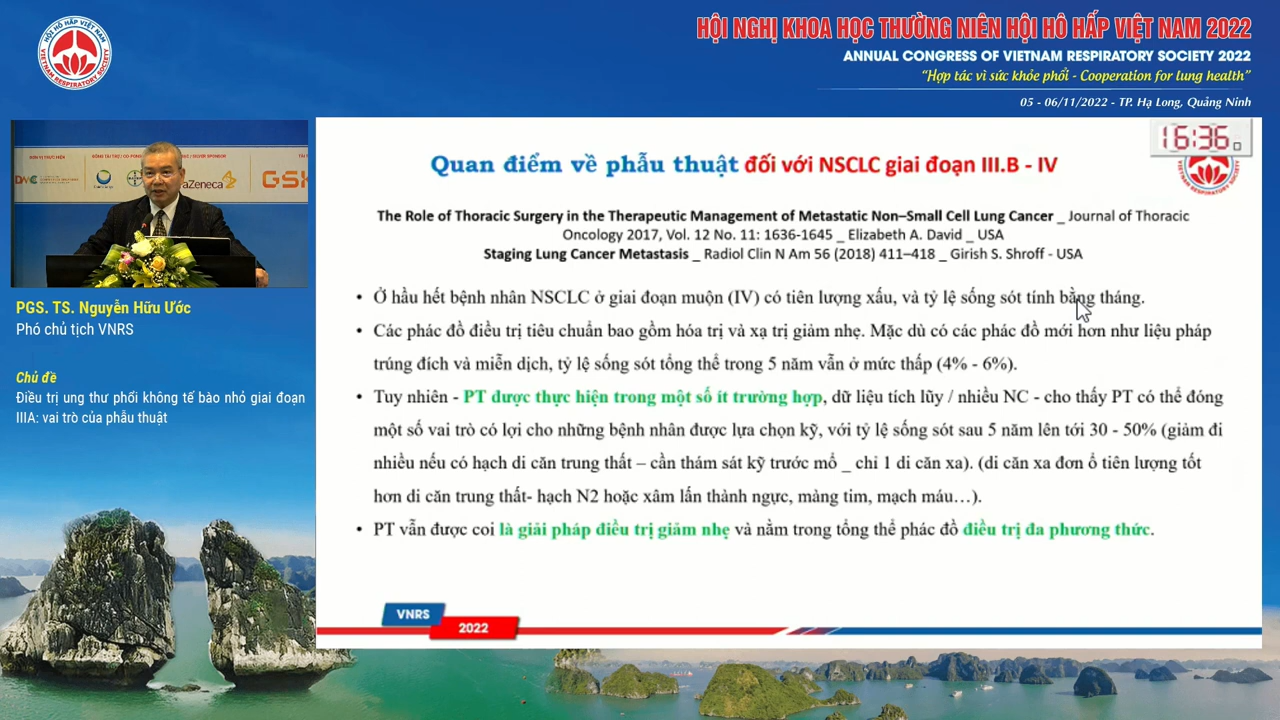 HỘI HÔ HẤP VIỆT NAM
VIETNAM RESPIRATORY SOCIETY
HỘI NGHỊ KHOA HỌC THƯỜNG NIÊN HỘI HÔ HẤP VIỆT NAM 2022
ANNUAL CONGRESS OF VIETNAM RESPIRATORY SOCIETY 2022
“Hợp tác vì sức khỏe phổi - Cooperation for lung health”
05 - 06/11/2022 - TP. Hạ Long, Quảng Ninh
ĐƠN VỊ THỰC HIỆN
BAYER
aZeneca
GSK
PGS. TS. Nguyễn Hữu Ước
Phó chủ tịch VNRS
Chủ đề
Điều trị ung thư phổi không tế bào nhỏ giai đoạn
IIIA: vai trò của phẫu thuật
16:36
Quan điểm về phẫu thuật đối với NSCLC giai đoạn III.B - IV
The Role of Thoracic Surgery in the Therapeutic Management of Metastatic Non–Small Cell Lung Cancer _ Journal of Thoracic
Oncology 2017, Vol. 12 No. 11: 1636-1645 _ Elizabeth A. David _ USA
Staging Lung Cancer Metastasis _ Radiol Clin N Am 56 (2018) 411–418 _ Girish S. Shroff - USA
• Ở hầu hết bệnh nhân NSCLC ở giai đoạn muộn (IV) có tiên lượng xấu, và tỷ lệ sống sót tính bằng tháng.
• Các phác đồ điều trị tiêu chuẩn bao gồm hóa trị và xạ trị giảm nhẹ. Mặc dù có các phác đồ mới hơn như liệu pháp
trúng đích và miễn dịch, tỷ lệ sống sót tổng thể trong 5 năm vẫn ở mức thấp (4% - 6%).
• Tuy nhiên - PT được thực hiện trong một số ít trường hợp, dữ liệu tích lũy / nhiều NC - cho thấy PT có thể đóng
một số vai trò có lợi cho những bệnh nhân được lựa chọn kỹ, với tỷ lệ sống sót sau 5 năm lên tới 30 - 50% (giảm đi
nhiều nếu có hạch di căn trung thất – cần thám sát kỹ trước mổ _ chỉ 1 di căn xa). (di căn xa đơn ổ tiên lượng tốt
hơn di căn trung thất- hạch N2 hoặc xâm lấn thành ngực, màng tim, mạch máu…).
• PT vẫn được coi là giải pháp điều trị giảm nhẹ và nằm trong tổng thể phác đồ điều trị đa phương thức.
VNRS
2022